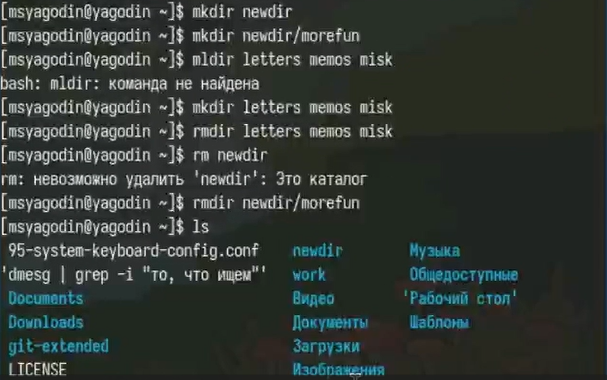 [msyagodin@yagodin ~]$ mkdir newdir
[msyagodin@yagodin ~]$ mkdir newdir/morefun
[msyagodin@yagodin ~]$ mldir letters memos misk
bash: mldir: команда не найдена
[msyagodin@yagodin ~]$ mkdir letters memos misk
[msyagodin@yagodin ~]$ rmdir letters memos misk
[msyagodin@yagodin ~]$ rm newdir
rm: невозможно удалить 'newdir': Это каталог
[msyagodin@yagodin ~]$ rmdir newdir/morefun
[msyagodin@yagodin ~]$ ls
95-system-keyboard-config.conf newdir Музыка
'dmesg | grep -i "то, что ищем"' work Общедоступные
Documents Видео 'Рабочий стол'
Downloads Документы Шаблоны
git-extended Загрузки
LICENSE Изображения